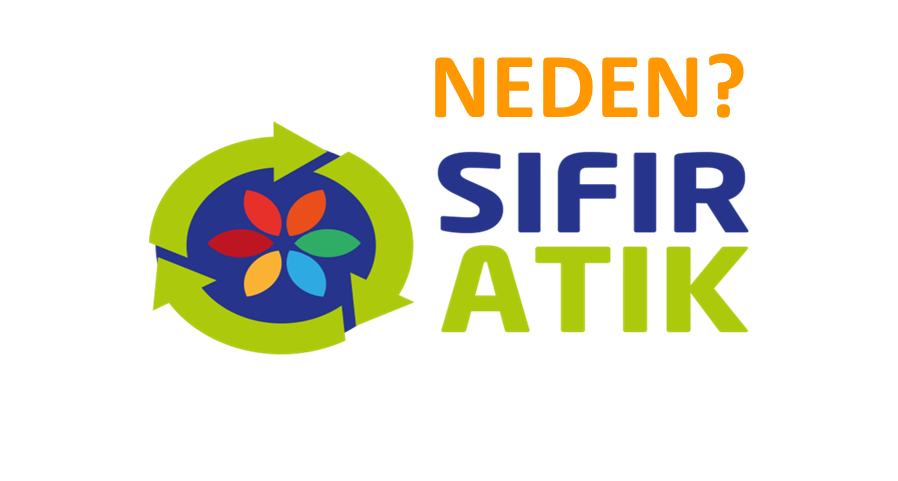 NEDEN?
SIFIR
ATIK